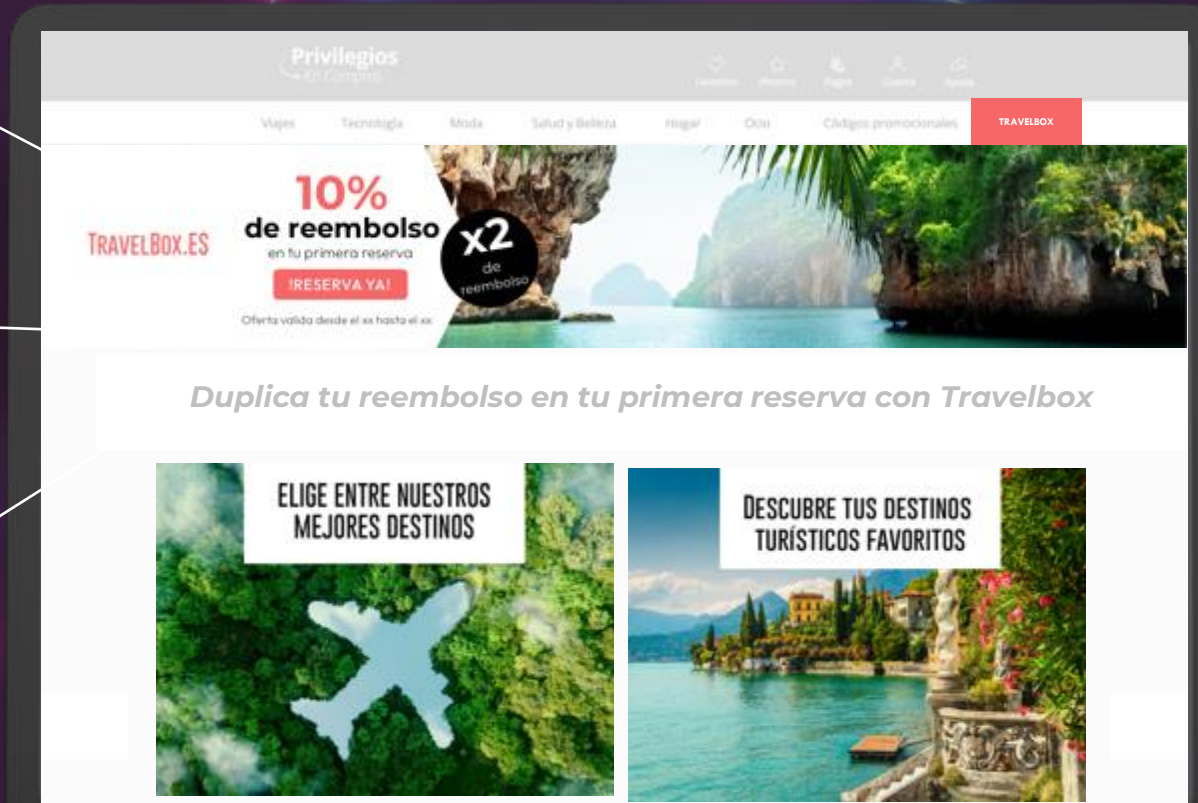 Privilegios
En Compras
Favoritos Ahorros Pagos Cuenta Ayuda
Viajes Tecnología Moda Salud y Belleza Hogar Ocio Códigos promocionales TRAVELBOX
TRAVELBOX.ES
10%
de reembolso
en tu primera reserva
!RESERVA YA!
Oferta valida desde el xx hasta el xx
x2
de
reembolso
Duplica tu reembolso en tu primera reserva con Travelbox
ELIGE ENTRE NUESTROS
MEJORES DESTINOS
DESCUBRE TUS DESTINOS
TURÍSTICOS FAVORITOS